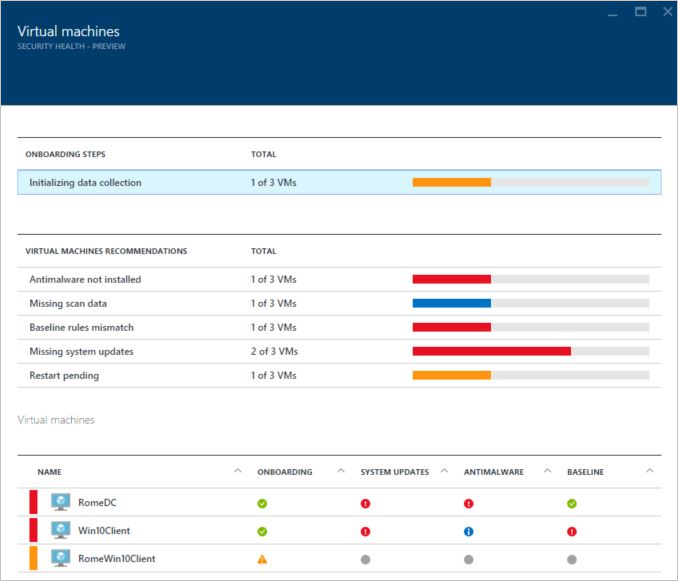 Virtual machines
SECURITY HEALTH - PREVIEW
ONBOARDING STEPS TOTAL
Initializing data collection 1 of 3 VMs
VIRTUAL MACHINES RECOMMENDATIONS TOTAL
Antimalware not installed 1 of 3 VMs
Missing scan data 1 of 3 VMs
Baseline rules mismatch 1 of 3 VMs
Missing system updates 2 of 3 VMs
Restart pending 1 of 3 VMs
Virtual machines
NAME ONBOARDING SYSTEM UPDATES ANTIMALWARE BASELINE
RomeDC
Win10Client
RomeWin10Client